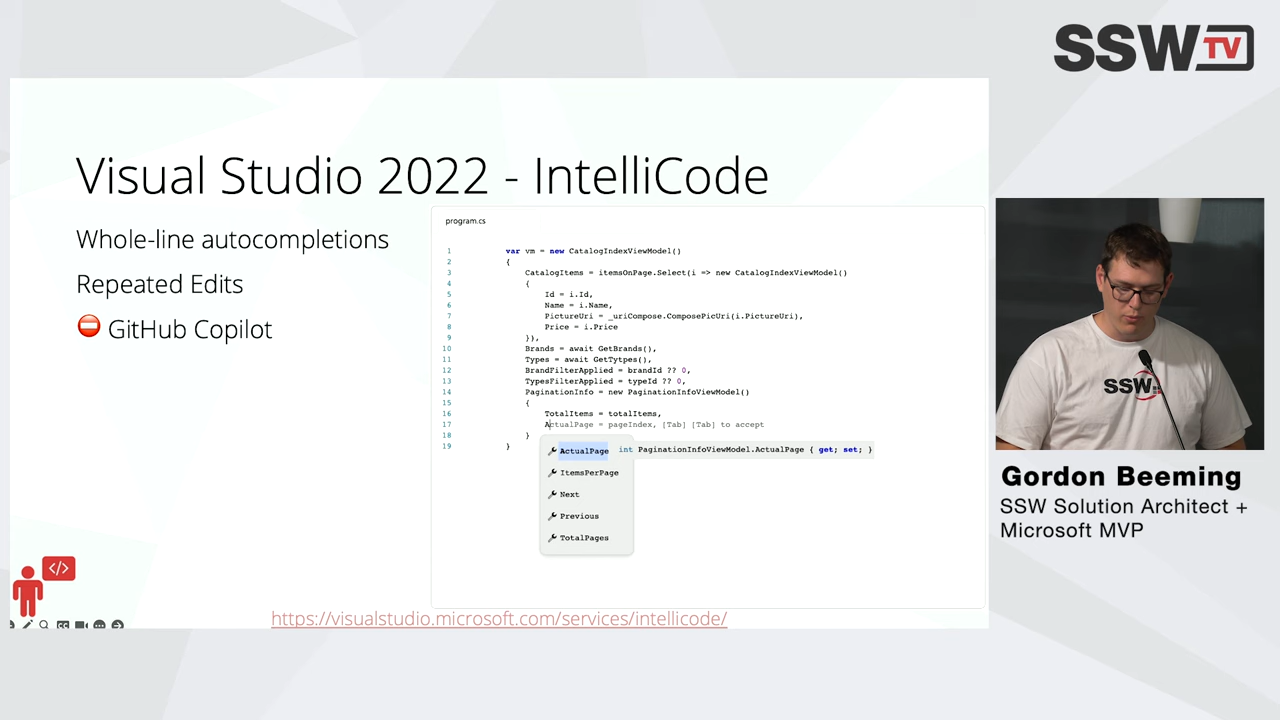 SSW TV
Visual Studio 2022 - IntelliCode
Whole-line autocompletions
Repeated Edits
⛔ GitHub Copilot
program.cs
1 var vm = new CatalogIndexViewModel()
2 {
3 CatalogItems = itemsOnPage.Select(i => new CatalogIndexViewModel()
4 {
5 Id = i.Id,
6 Name = i.Name,
7 PictureUri = _uriCompose.ComposePicUri(i.PictureUri),
8 Price = i.Price
9 }),
10 Brands = await GetBrands(),
11 Types = await GetTytpes(),
12 BrandFilterApplied = brandId ?? 0,
13 TypesFilterApplied = typeId ?? 0,
14 PaginationInfo = new PaginationInfoViewModel()
15 {
16 TotalItems = totalItems,
17 ActualPage = pageIndex, [Tab] [Tab] to accept
18 }
19 }
ActualPage int PaginationInfoViewModel.ActualPage { get; set; }
ItemsPerPage
Next
Previous
TotalPages
</>
CC
https://visualstudio.microsoft.com/services/intellicode/
SSW
Gordon Beeming
SSW Solution Architect +
Microsoft MVP